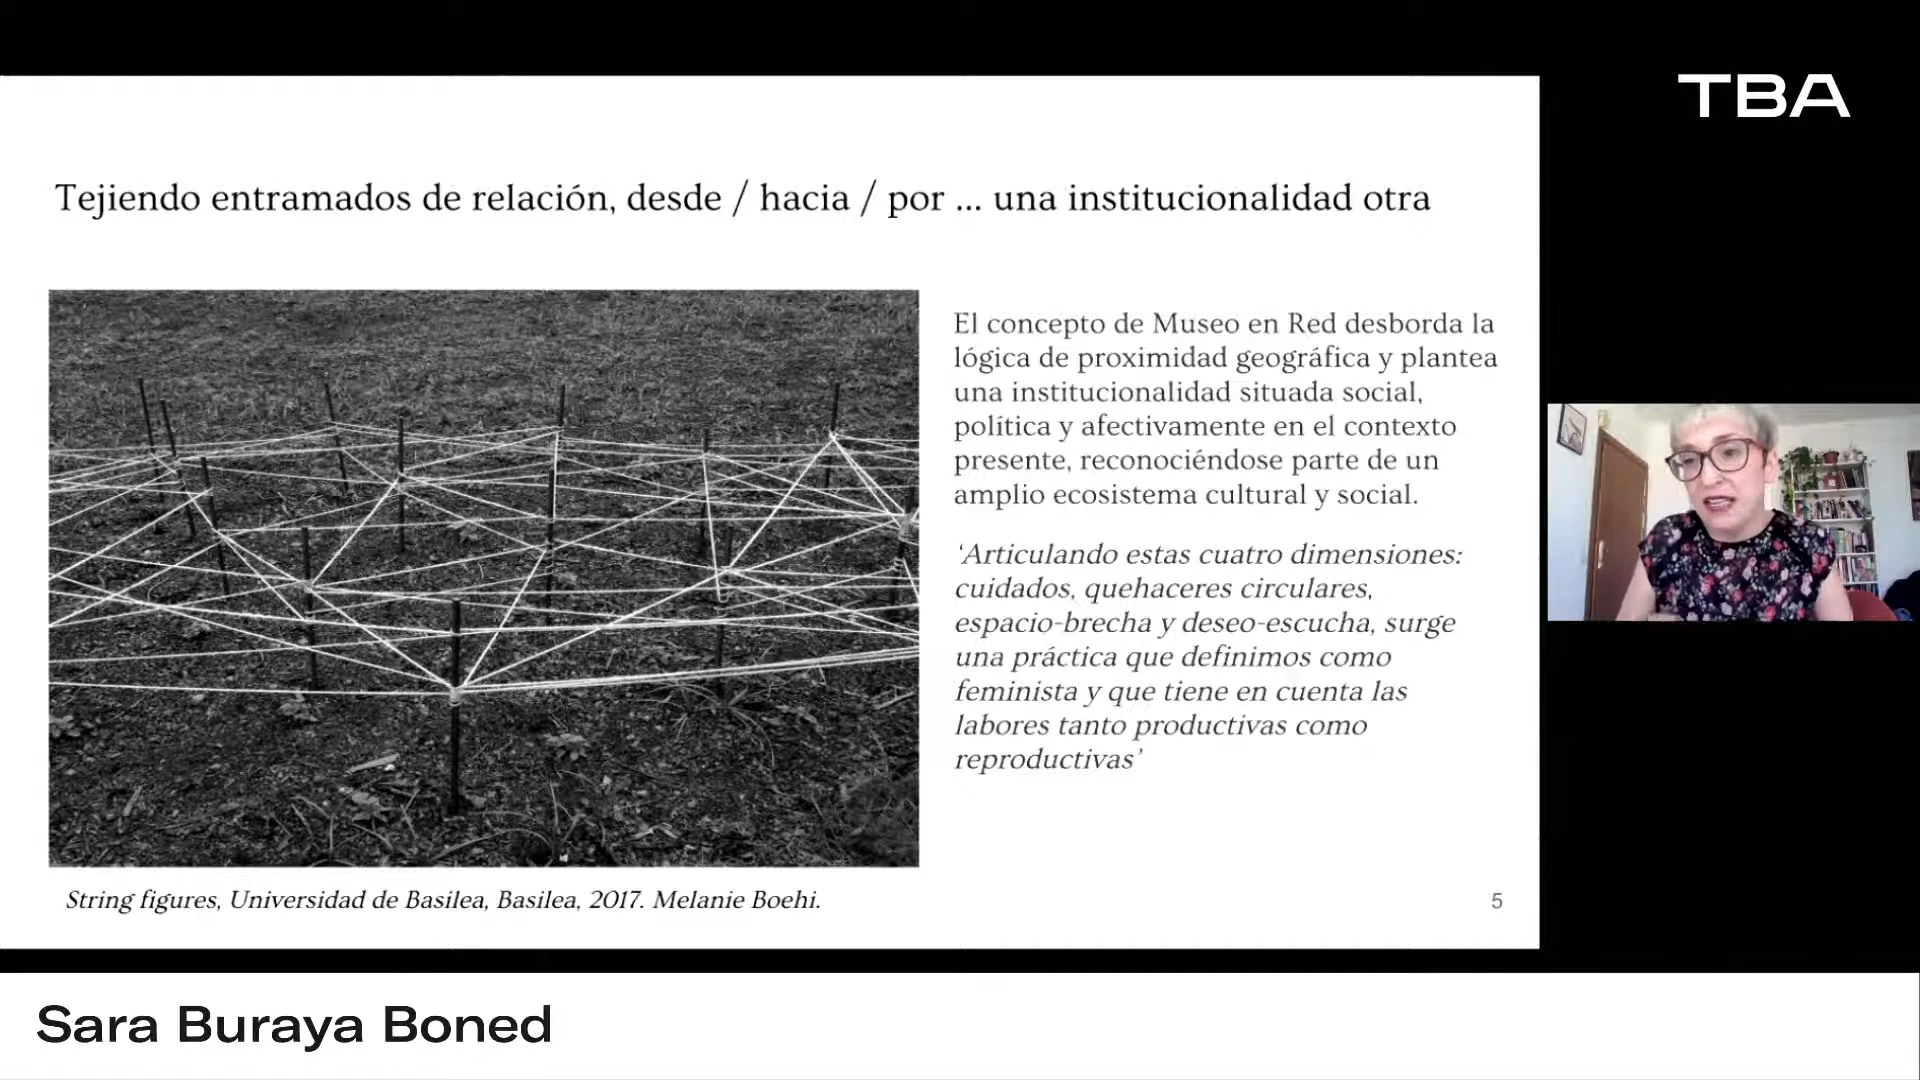 TBA
Tejiendo entramados de relación, desde / hacia / por ... una institucionalidad otra
El concepto de Museo en Red desborda la
lógica de proximidad geográfica y plantea
una institucionalidad situada social,
política y afectivamente en el contexto
presente, reconociéndose parte de un
amplio ecosistema cultural y social.
‘Articulando estas cuatro dimensiones:
cuidados, quehaceres circulares,
espacio-brecha y deseo-escucha, surge
una práctica que definimos como
feminista y que tiene en cuenta las
labores tanto productivas como
reproductivas’
String figures, Universidad de Basilea, Basilea, 2017. Melanie Boehi.
5
Sara Buraya Boned